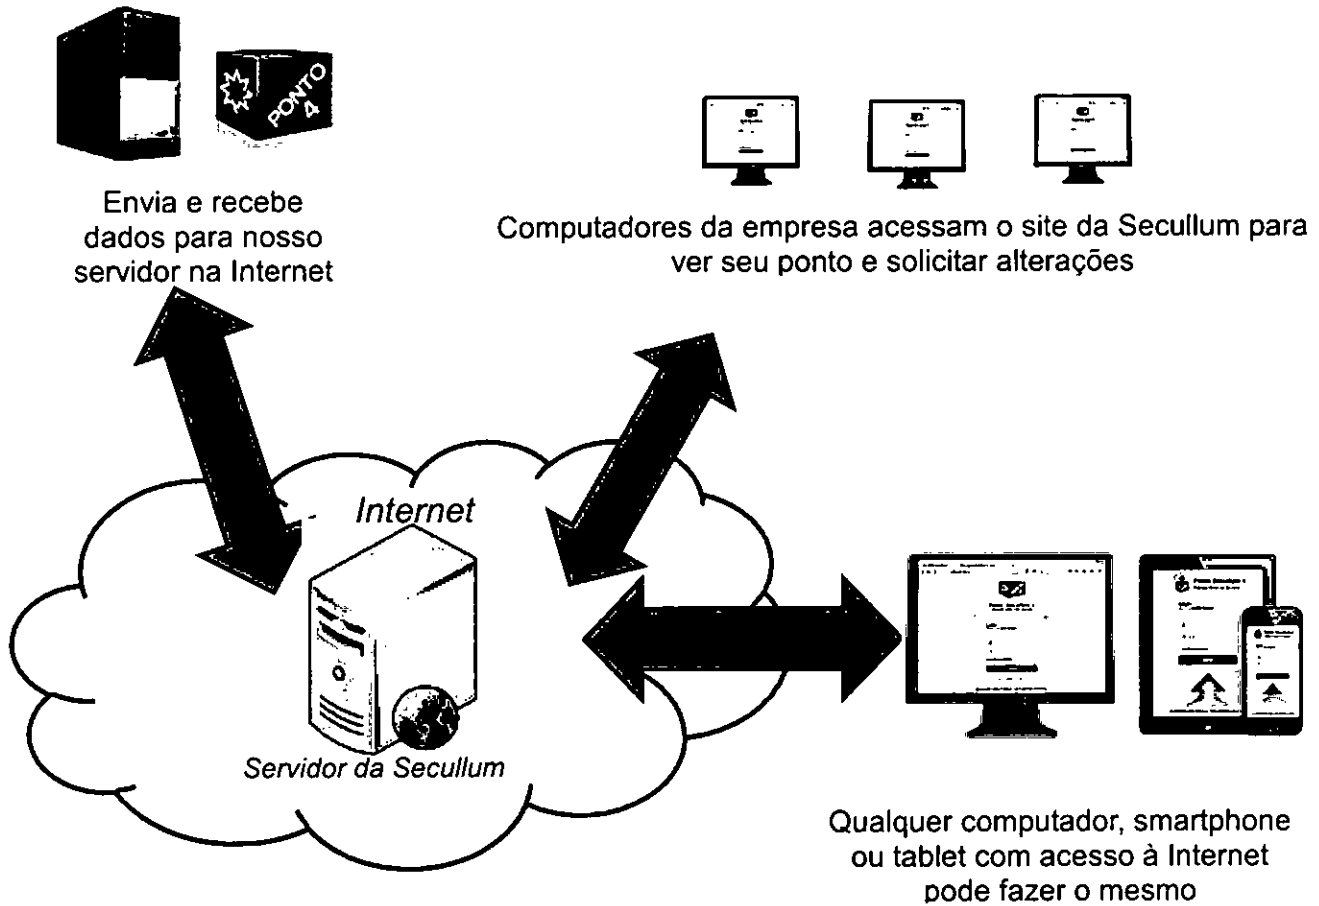 PONTO
4
Envia e recebe
dados para nosso
servidor na Internet
Computadores da empresa acessam o site da Secullum para
ver seu ponto e solicitar alterações
Internet
Servidor da Secullum
Qualquer computador, smartphone
ou tablet com acesso à Internet
pode fazer o mesmo